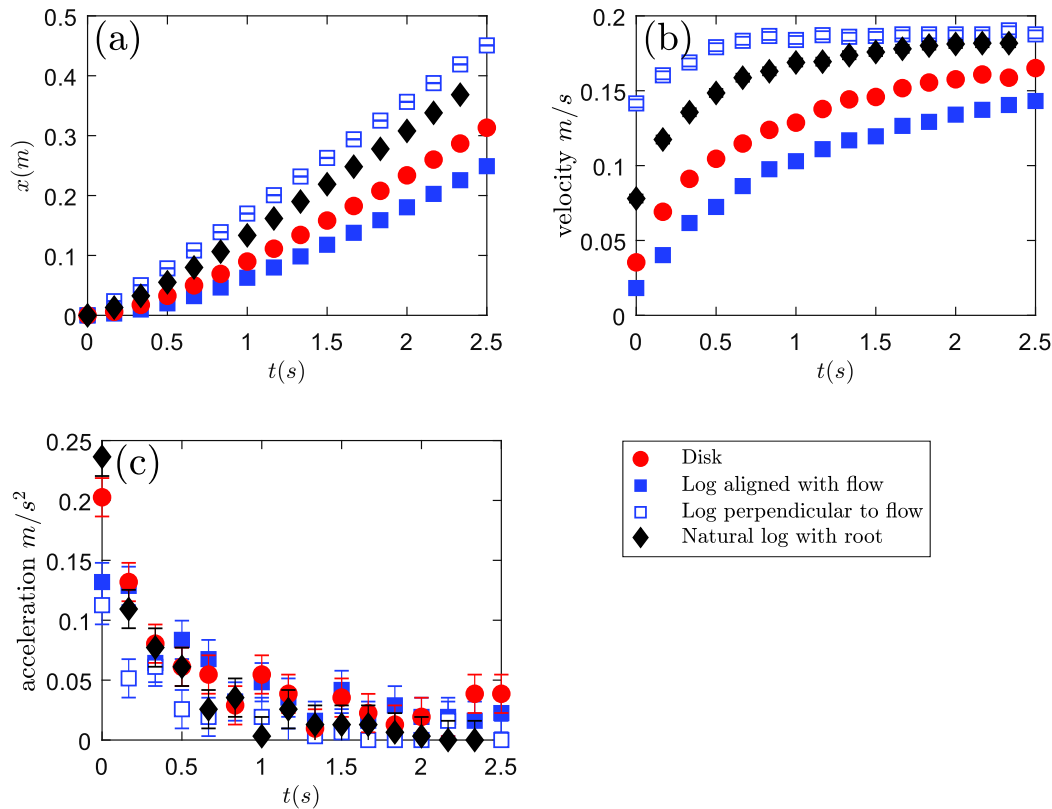 (a)
0.5
0.4
0.3
0.2
0.1
0
x(m)
0 0.5 1 1.5 2 2.5
t(s)
(b)
0.2
0.15
0.1
0.05
0
velocity m/s
0 0.5 1 1.5 2 2.5
t(s)
(c)
0.25
0.2
0.15
0.1
0.05
0
acceleration m/s²
0 0.5 1 1.5 2 2.5
t(s)
Disk
Log aligned with flow
Log perpendicular to flow
Natural log with root